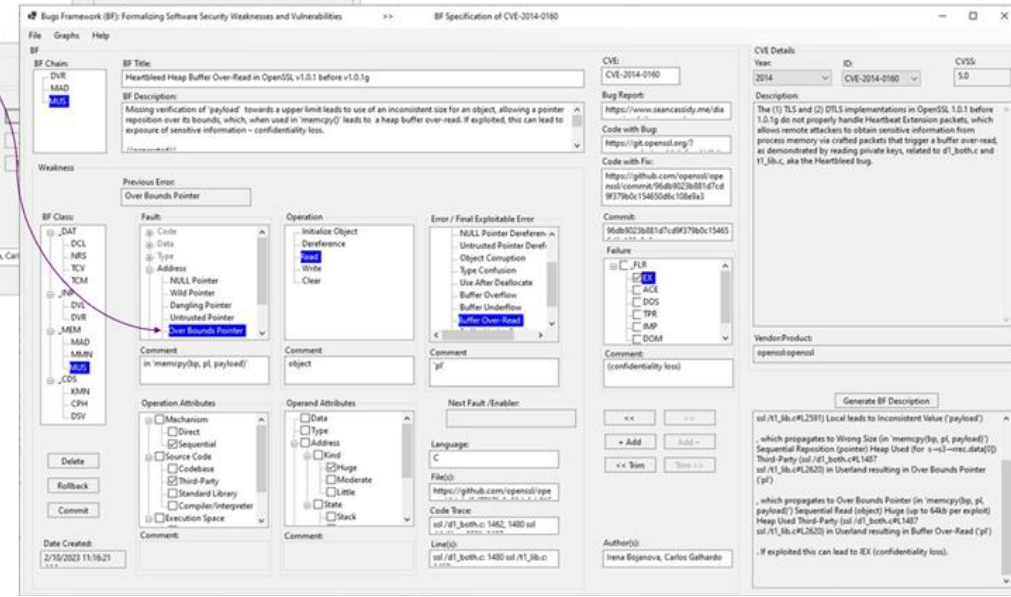 Bugs Framework (BF): Formalizing Software Security Weaknesses and Vulnerabilities >> BF Specification of CVE-2014-0160
File Graphs Help
BF
BF Chain:
DVR
MAD
MUS
BF Title:
Heartbleed Heap Buffer Over-Read in OpenSSL v1.0.1 before v1.0.1g
BF Description:
Missing verification of 'payload' towards a upper limit leads to use of an inconsistent size for an object, allowing a pointer
reposition over its bounds, which, when used in 'memcpy()' leads to a heap buffer over-read. If exploited, this can lead to
exposure of sensitive information – confidentiality loss.
CVE:
CVE-2014-0160
Bug Report:
https://www.seancassidy.me/dia
Code with Bug:
https://git.openssl.org/?
Code with Fix:
https://github.com/openssl/ope
nssl/commit/96db9023b881d7cd
9f379b0c154650d6c108e9a3
Commit:
96db9023b881d7cd9f379b0c15465
CVE Details
Year:
2014
ID:
CVE-2014-0160
CVSS:
5.0
Description:
The (1) TLS and (2) DTLS implementations in OpenSSL 1.0.1 before
1.0.1g do not properly handle Heartbeat Extension packets, which
allows remote attackers to obtain sensitive information from
process memory via crafted packets that trigger a buffer over-read,
as demonstrated by reading private keys, related to d1_both.c and
t1_lib.c, aka the Heartbleed bug.
Weakness
Previous Error:
Over Bounds Pointer
BF Class:
_DAT
DCL
NRS
TCV
TCM
_INP
DVL
DVR
_MEM
MAD
MMN
MUS
_CDS
KMN
CPH
DSV
Fault:
Code
Data
Type
Address
NULL Pointer
Wild Pointer
Dangling Pointer
Untrusted Pointer
Over Bounds Pointer
Comment
in 'memcpy(bp, pl, payload)'
Operation
Initialize Object
Dereference
Read
Write
Clear
Comment
object
Error / Final Exploitable Error
NULL Pointer Dereferen
Untrusted Pointer Deref
Object Corruption
Type Confusion
Use After Deallocate
Buffer Overflow
Buffer Underflow
Buffer Over-Read
Comment
'pl'
Failure
_FLR
IEX
ACE
DOS
TPR
IMP
DOM
Comment:
(confidentiality loss)
Vendor:Product:
openssl:openssl
Operation Attributes
Mechanism
Direct
Sequential
Source Code
Codebase
Third-Party
Standard Library
Compiler/Interpreter
Execution Space
Comment:
Operand Attributes
Data
Type
Address
Kind
Huge
Moderate
Little
State
Stack
Comment:
Next Fault /Enabler:
Language:
C
File(s):
https://github.com/openssl/ope
Code Trace:
ssl /d1_both.c: 1462, 1480 ssl
Line(s):
ssl /d1_both.c: 1480 ssl /t1_lib.c:
<< >>
+ Add Add +
<< Trim Trim >>
Author(s):
Irena Bojanova, Carlos Galhardo
Generate BF Description
ssl /t1_lib.c#L2591) Local leads to Inconsistent Value ('payload')
, which propagates to Wrong Size (in 'memcpy(bp, pl, payload)')
Sequential Reposition (pointer) Heap Used (for s->s3->rrec.data[0])
Third-Party (ssl /d1_both.c#L1487
ssl /t1_lib.c#L2620) in Userland resulting in Over Bounds Pointer
('pl')
, which propagates to Over Bounds Pointer (in 'memcpy(bp, pl,
payload)') Sequential Read (object) Huge (up to 64kb per exploit)
Heap Used Third-Party (ssl /d1_both.c#L1487
ssl /t1_lib.c#L2620) in Userland resulting in Buffer Over-Read ('pl')
. If exploited this can lead to IEX (confidentiality loss).
Delete
Rollback
Commit
Date Created:
2/10/2023 11:16:21